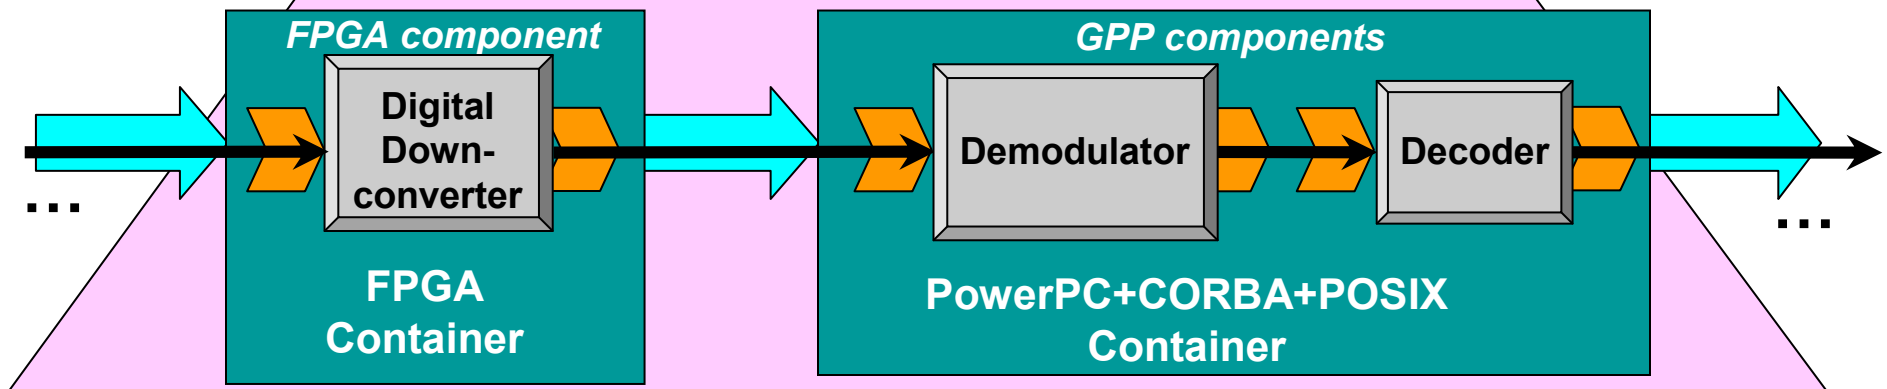 FPGA component
GPP components
Digital
Down-
converter
Demodulator
Decoder
...
...
FPGA
Container
PowerPC+CORBA+POSIX
Container